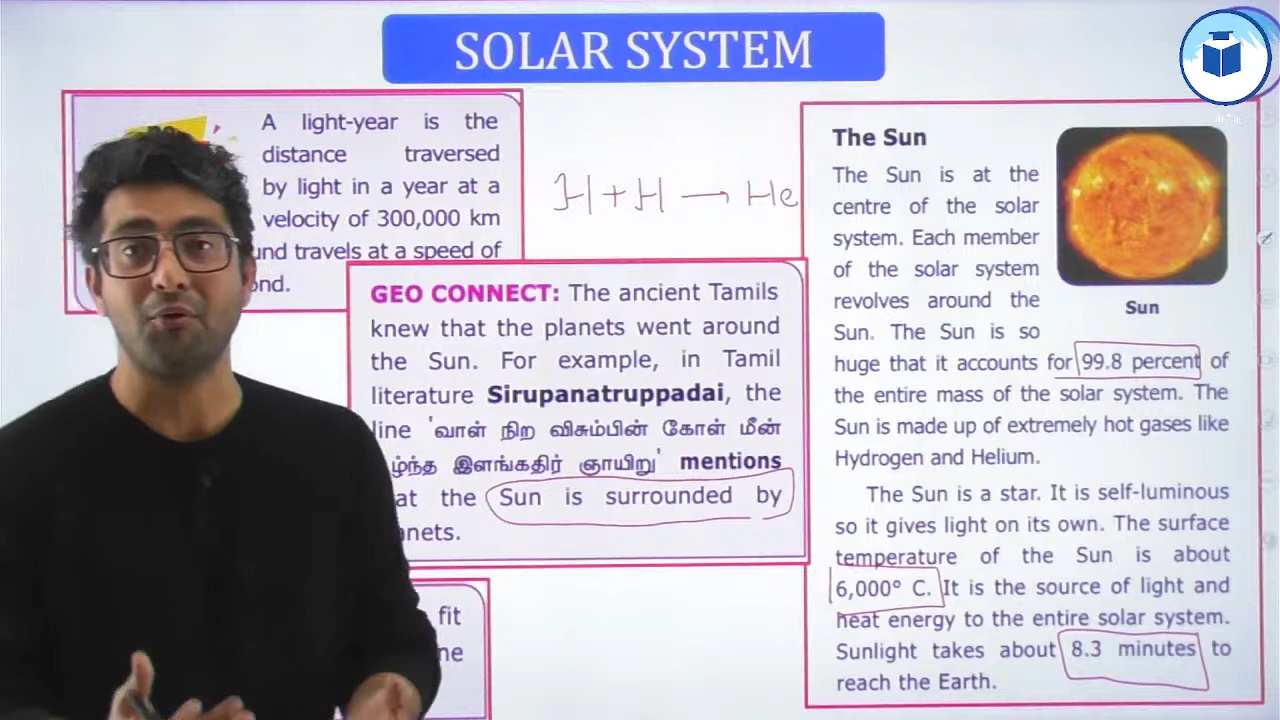 SOLAR SYSTEM
A light-year is the
distance traversed
by light in a year at a
velocity of 300,000 km
travels at a speed of
H + H → He
GEO CONNECT: The ancient Tamils
knew that the planets went around
the Sun. For example, in Tamil
literature Sirupanatruppadai, the
line 'வாள் நிற விசும்பின் கோள் மீன்
இளங்கதிர் ஞாயிறு' mentions
the Sun is surrounded by
fit
The Sun
The Sun is at the
centre of the solar
system. Each member
of the solar system
revolves around the
Sun. The Sun is so
Sun
huge that it accounts for 99.8 percent of
the entire mass of the solar system. The
Sun is made up of extremely hot gases like
Hydrogen and Helium.
The Sun is a star. It is self-luminous
so it gives light on its own. The surface
temperature of the Sun is about
6,000° C. It is the source of light and
heat energy to the entire solar system.
Sunlight takes about 8.3 minutes to
reach the Earth.